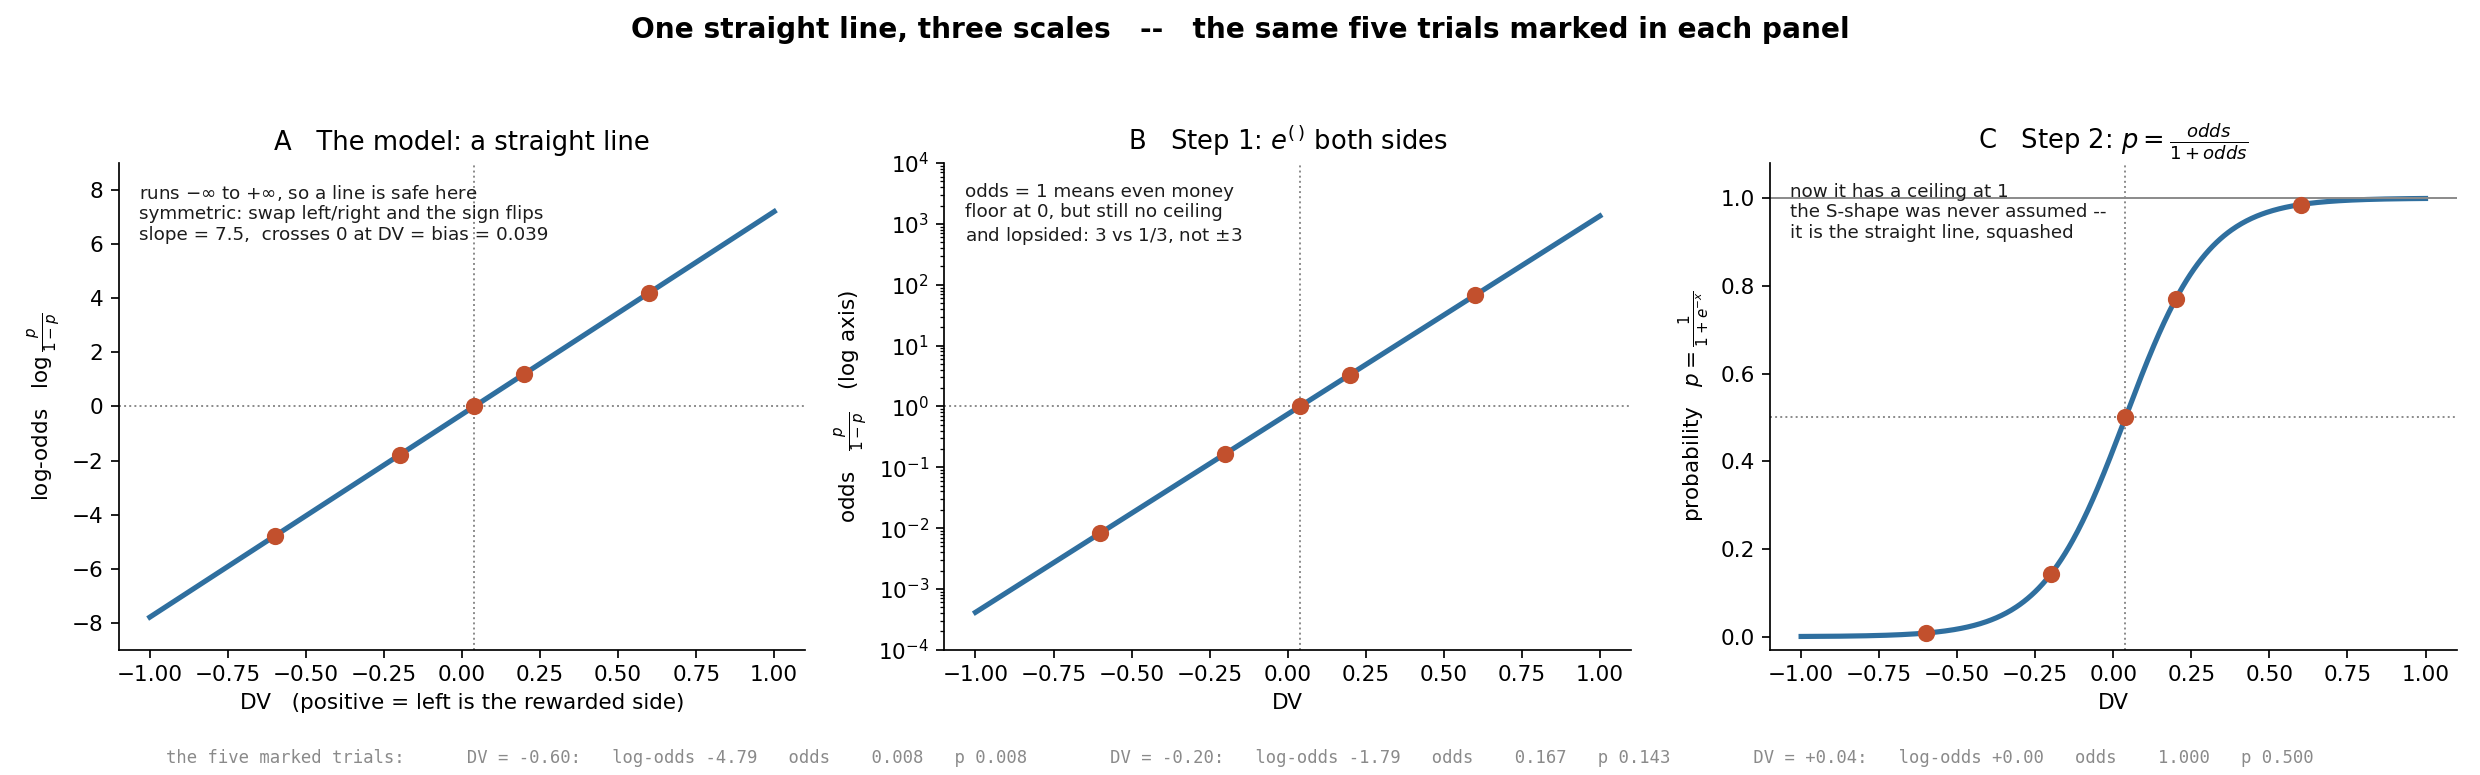 One straight line, three scales -- the same five trials marked in each panel
A The model: a straight line
runs −∞ to +∞, so a line is safe here
symmetric: swap left/right and the sign flips
slope = 7.5, crosses 0 at DV = bias = 0.039
log-odds log p/(1 − p)
8
6
4
2
0
−2
−4
−6
−8
−1.00 −0.75 −0.50 −0.25 0.00 0.25 0.50 0.75 1.00
DV (positive = left is the rewarded side)
B Step 1: e^( ) both sides
odds = 1 means even money
floor at 0, but still no ceiling
and lopsided: 3 vs 1/3, not ±3
odds p/(1 − p) (log axis)
10^4
10^3
10^2
10^1
10^0
10^−1
10^−2
10^−3
10^−4
−1.00 −0.75 −0.50 −0.25 0.00 0.25 0.50 0.75 1.00
DV
C Step 2: p = odds/(1 + odds)
now it has a ceiling at 1
the S-shape was never assumed --
it is the straight line, squashed
probability p = 1/(1 + e^−x)
1.0
0.8
0.6
0.4
0.2
0.0
−1.00 −0.75 −0.50 −0.25 0.00 0.25 0.50 0.75 1.00
DV
the five marked trials: DV = -0.60: log-odds -4.79 odds 0.008 p 0.008 DV = -0.20: log-odds -1.79 odds 0.167 p 0.143 DV = +0.04: log-odds +0.00 odds 1.000 p 0.500